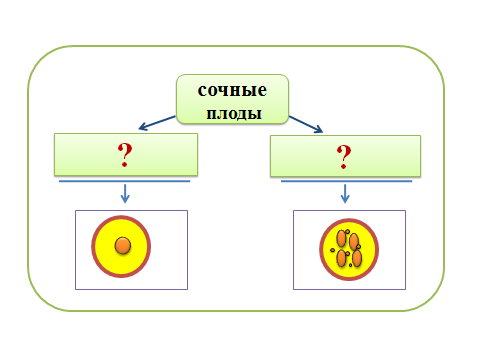 сочные
плоды
?
?